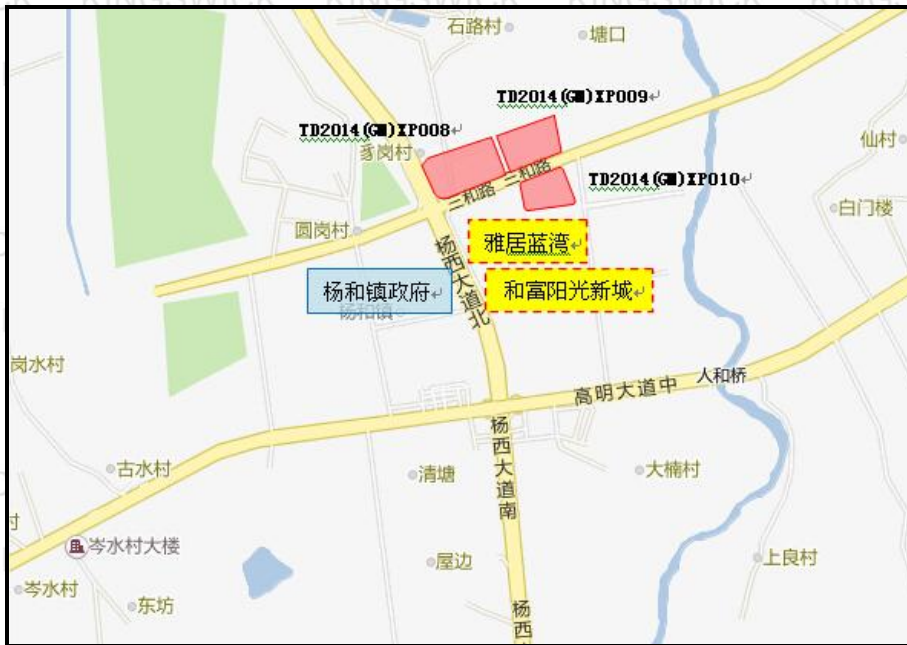 石路村
塘口
TD2014(GM)XP009
TD2014(GM)XP008
豸岗村
仙村
三和路
三和路
TD2014(GM)XP010
白门楼
圆岗村
雅居蓝湾
杨西大道北
杨和镇政府
和富阳光新城
杨和镇
岗水村
人和桥
高明大道中
古水村
清塘
杨西大道南
大楠村
村
岑水村大楼
屋边
上良村
岑水村
东坊
杨西